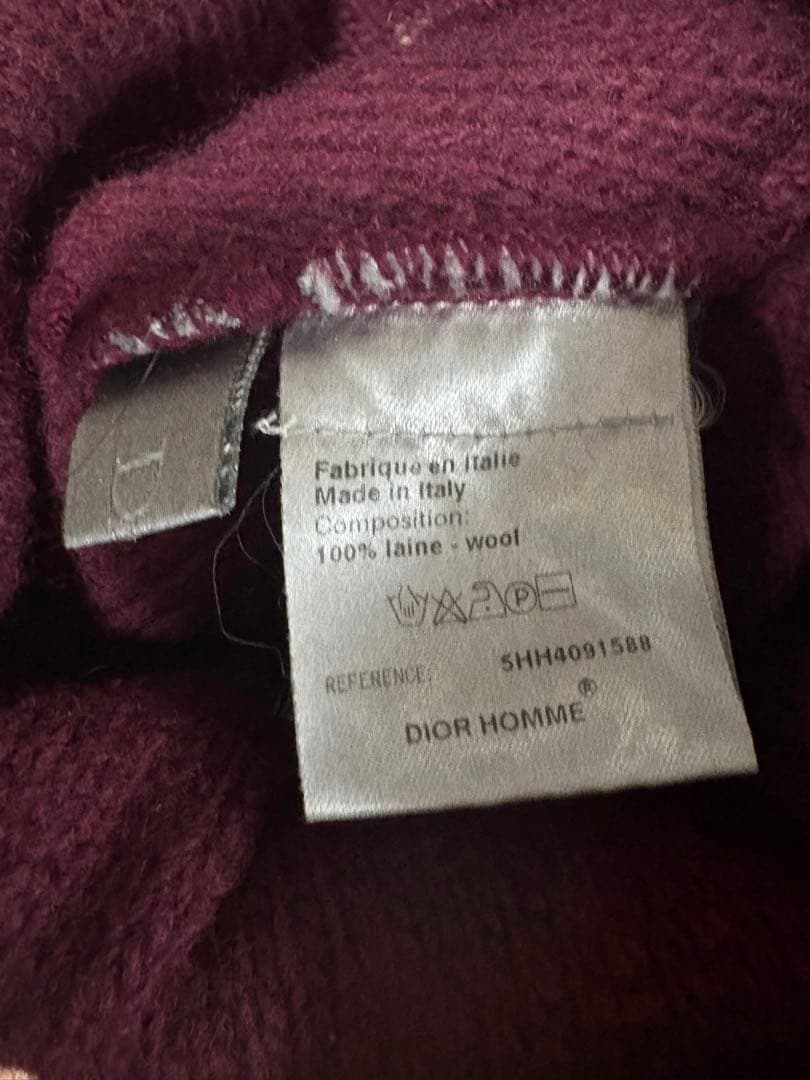 Fabrique en Italie
Made in Italy
Composition:
100% laine - wool
P
REFERENCE: 5HH4091588
DIOR HOMME®
D